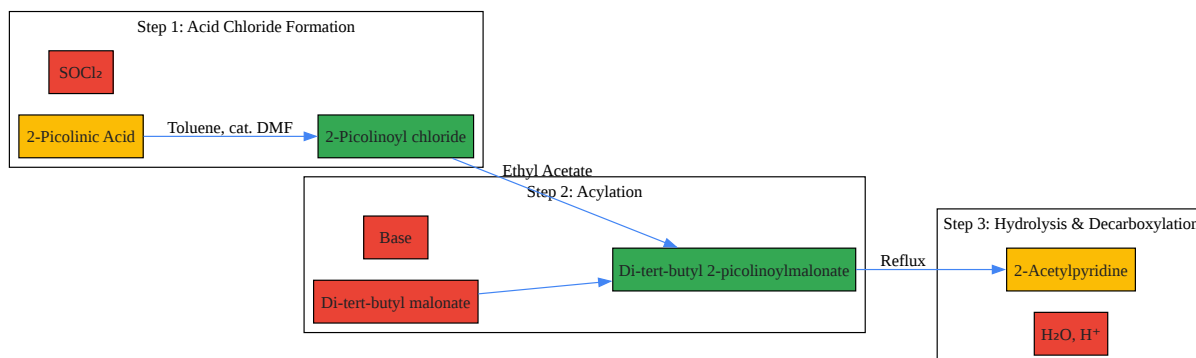 Step 1: Acid Chloride Formation
SOCl₂
2-Picolinic Acid
Toluene, cat. DMF
2-Picolinoyl chloride
Ethyl Acetate
Step 2: Acylation
Base
Di-tert-butyl malonate
Di-tert-butyl 2-picolinoylmalonate
Reflux
Step 3: Hydrolysis & Decarboxylation
2-Acetylpyridine
H₂O, H⁺